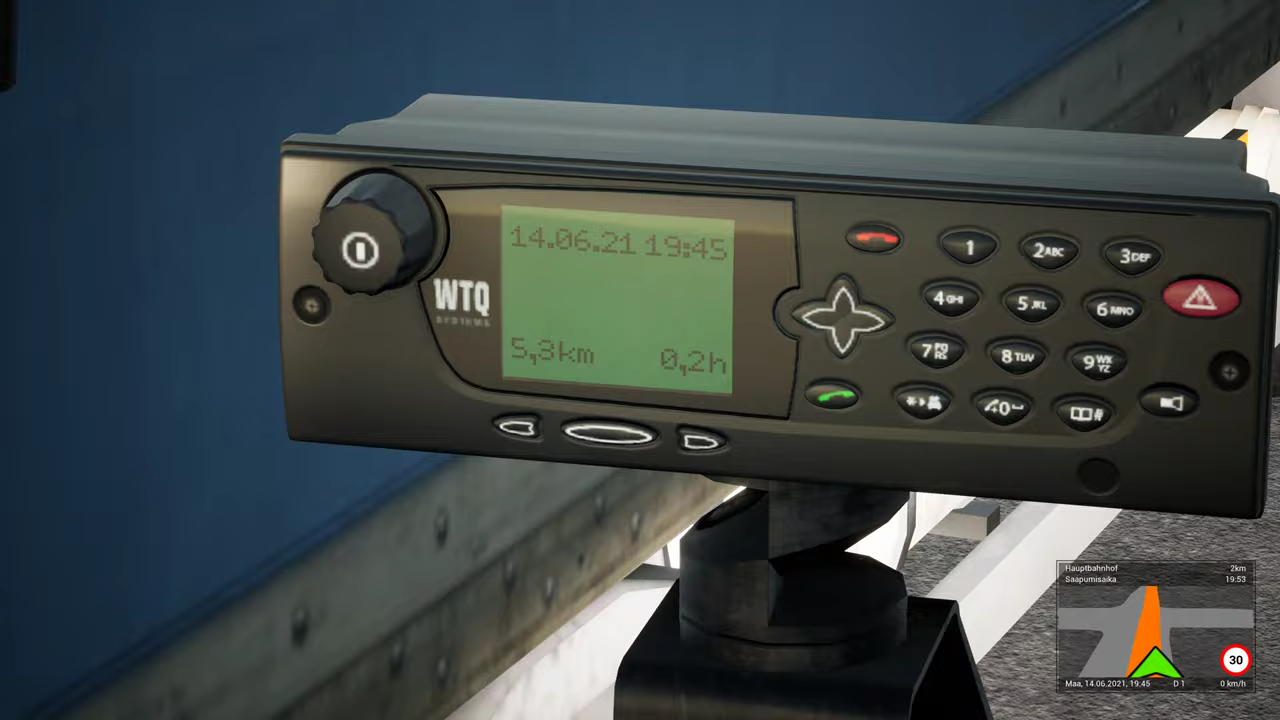 14.06.21 19:45
WTQ
SYSTEMS
5,3km 0,2h
1 2ABC 3DEF
4GHI 5JKL 6MNO
7PQRS 8TUV 9WXYZ
0 #
Hauptbahnhof 2km
Saapumisaika 19:53
30
Maa, 14.06.2021, 19:45 D 1 0 km/h